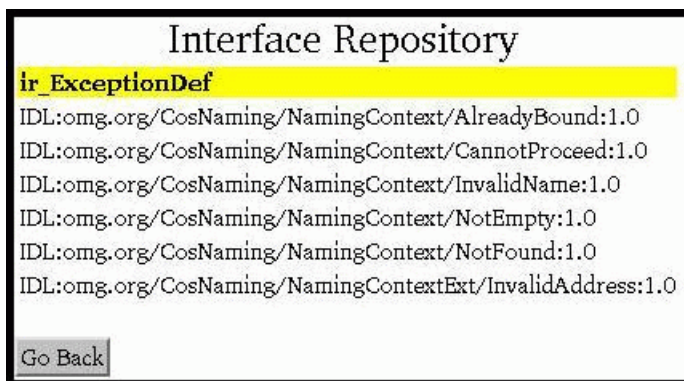 Interface Repository
ir_ExceptionDef
IDL:omg.org/CosNaming/NamingContext/AlreadyBound:1.0
IDL:omg.org/CosNaming/NamingContext/CannotProceed:1.0
IDL:omg.org/CosNaming/NamingContext/InvalidName:1.0
IDL:omg.org/CosNaming/NamingContext/NotEmpty:1.0
IDL:omg.org/CosNaming/NamingContext/NotFound:1.0
IDL:omg.org/CosNaming/NamingContextExt/InvalidAddress:1.0
Go Back